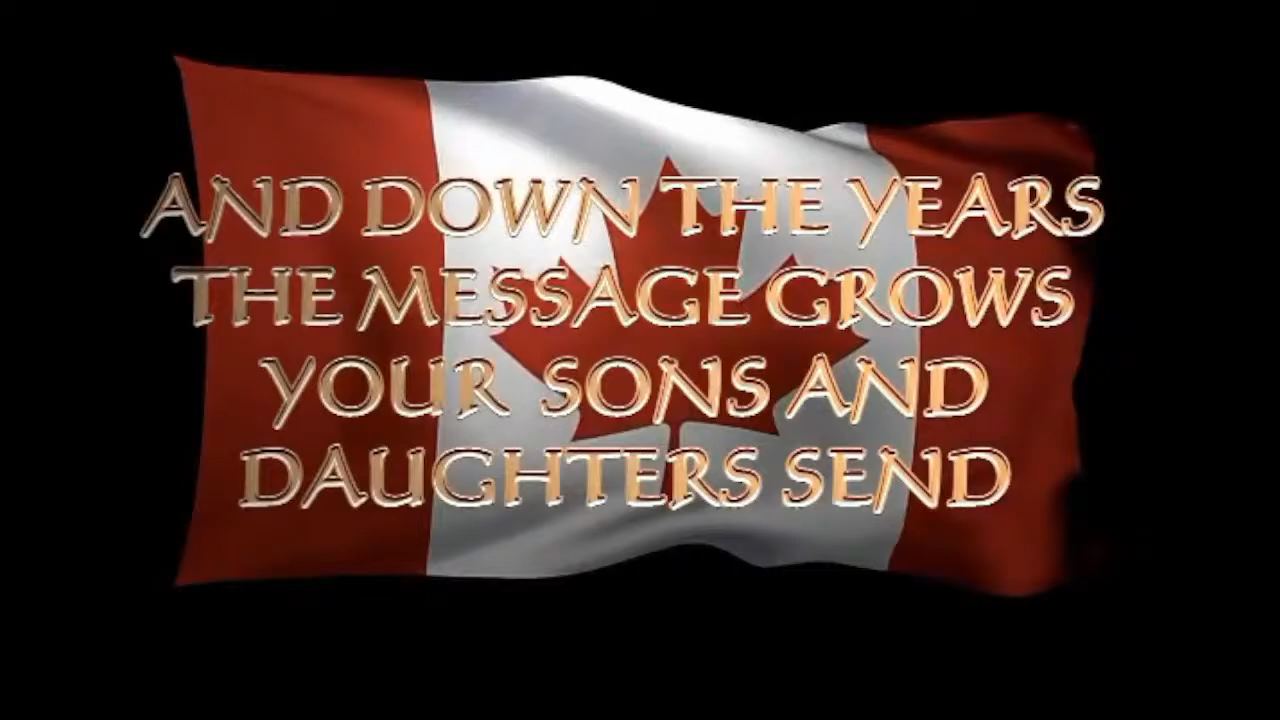 AND DOWN THE YEARS
THE MESSAGE GROWS
YOUR SONS AND
DAUGHTERS SEND